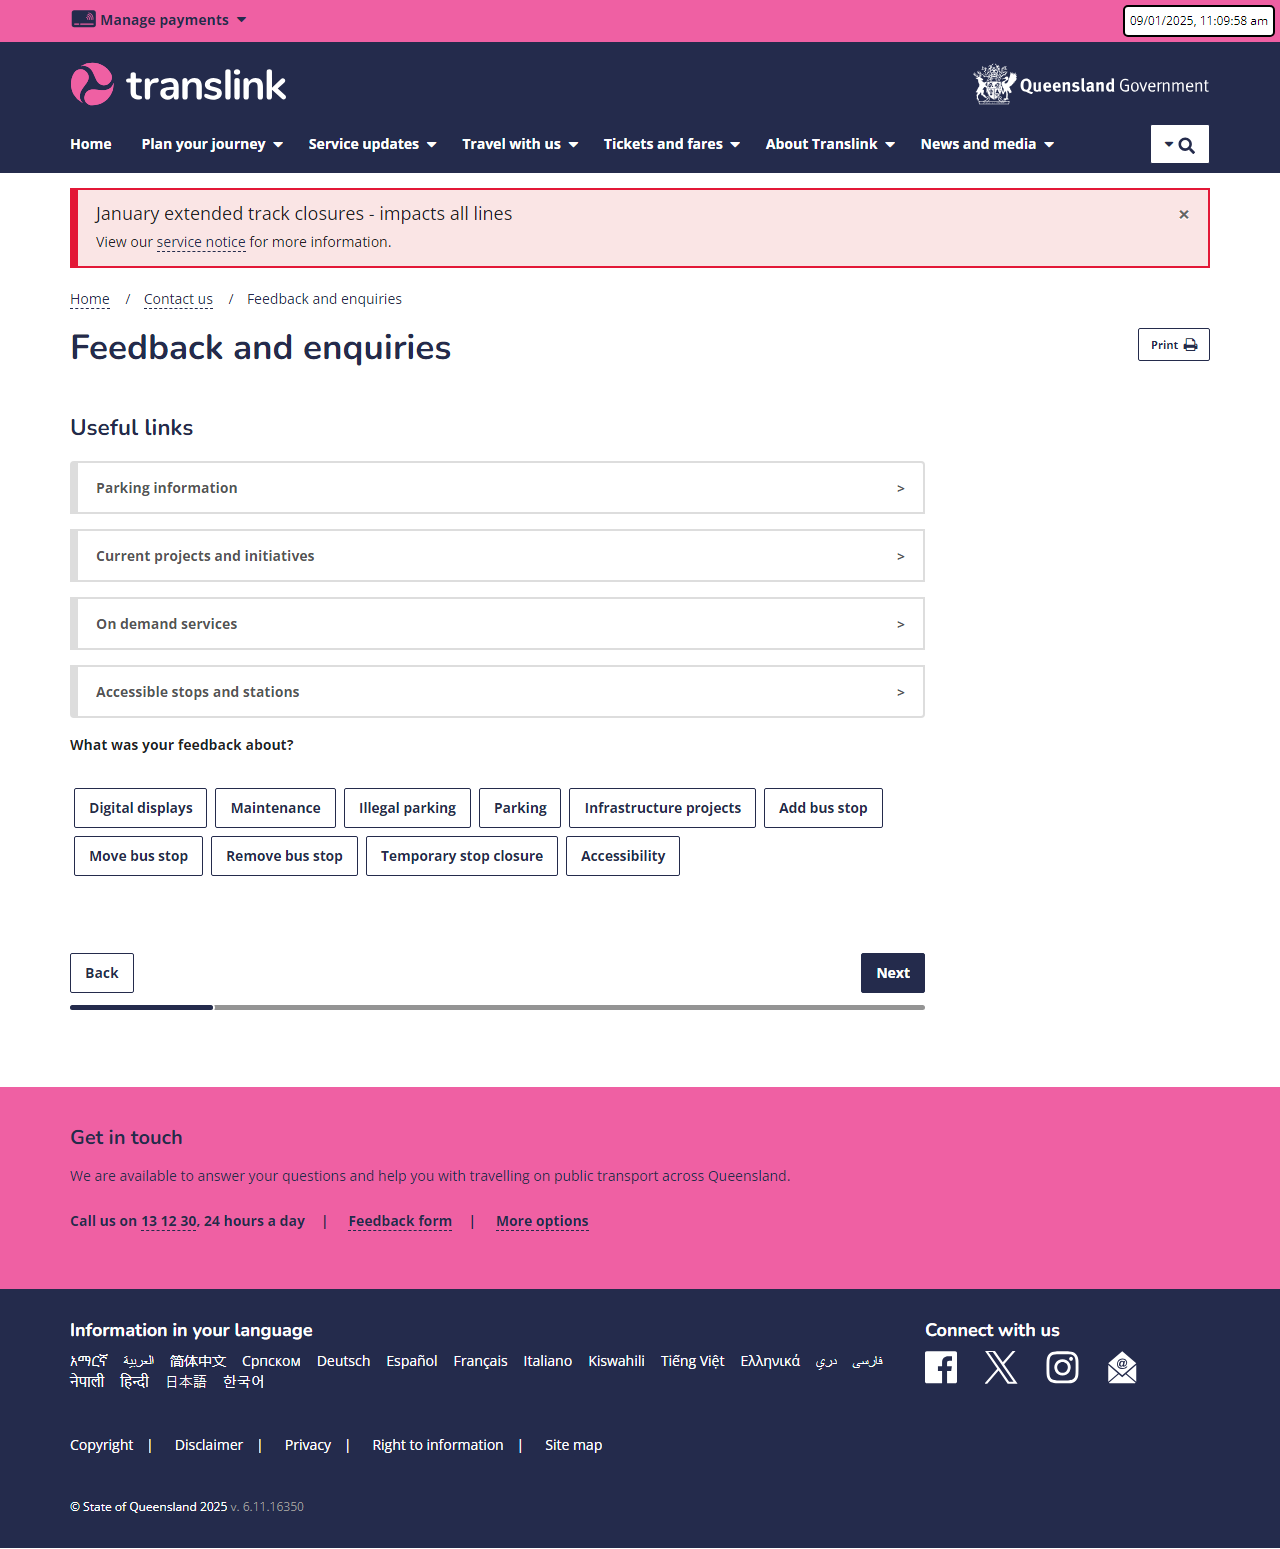 Manage payments
09/01/2025, 11:09:58 am
translink
Queensland Government
Home Plan your journey Service updates Travel with us Tickets and fares About Translink News and media
January extended track closures - impacts all lines
×
View our service notice for more information.
Home / Contact us / Feedback and enquiries
Feedback and enquiries
Print
Useful links
Parking information >
Current projects and initiatives >
On demand services >
Accessible stops and stations >
What was your feedback about?
Digital displays Maintenance Illegal parking Parking Infrastructure projects Add bus stop
Move bus stop Remove bus stop Temporary stop closure Accessibility
Back Next
Get in touch
We are available to answer your questions and help you with travelling on public transport across Queensland.
Call us on 13 12 30, 24 hours a day | Feedback form | More options
Information in your language
አማርኛ العربية 简体中文 Српском Deutsch Español Français Italiano Kiswahili Tiếng Việt Ελληνικά دری فارسی
नेपाली हिन्दी 日本語 한국어
Connect with us
Copyright | Disclaimer | Privacy | Right to information | Site map
© State of Queensland 2025 v. 6.11.16350